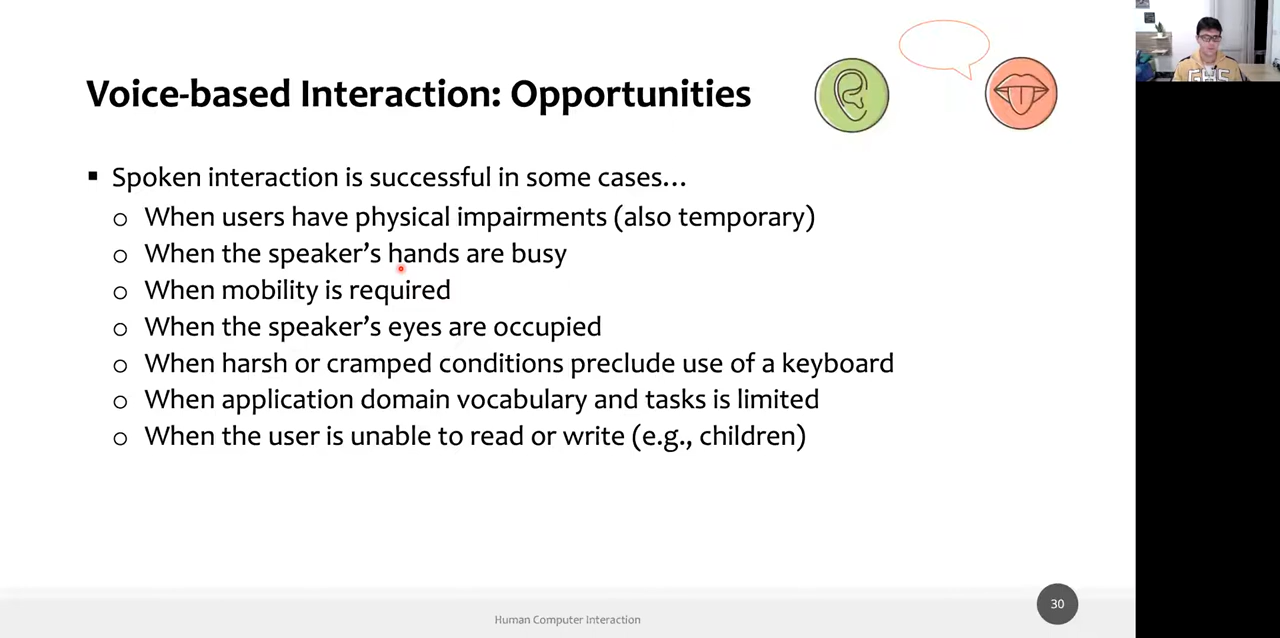 Voice-based Interaction: Opportunities
▪ Spoken interaction is successful in some cases…
o When users have physical impairments (also temporary)
o When the speaker’s hands are busy
o When mobility is required
o When the speaker’s eyes are occupied
o When harsh or cramped conditions preclude use of a keyboard
o When application domain vocabulary and tasks is limited
o When the user is unable to read or write (e.g., children)
Human Computer Interaction
30